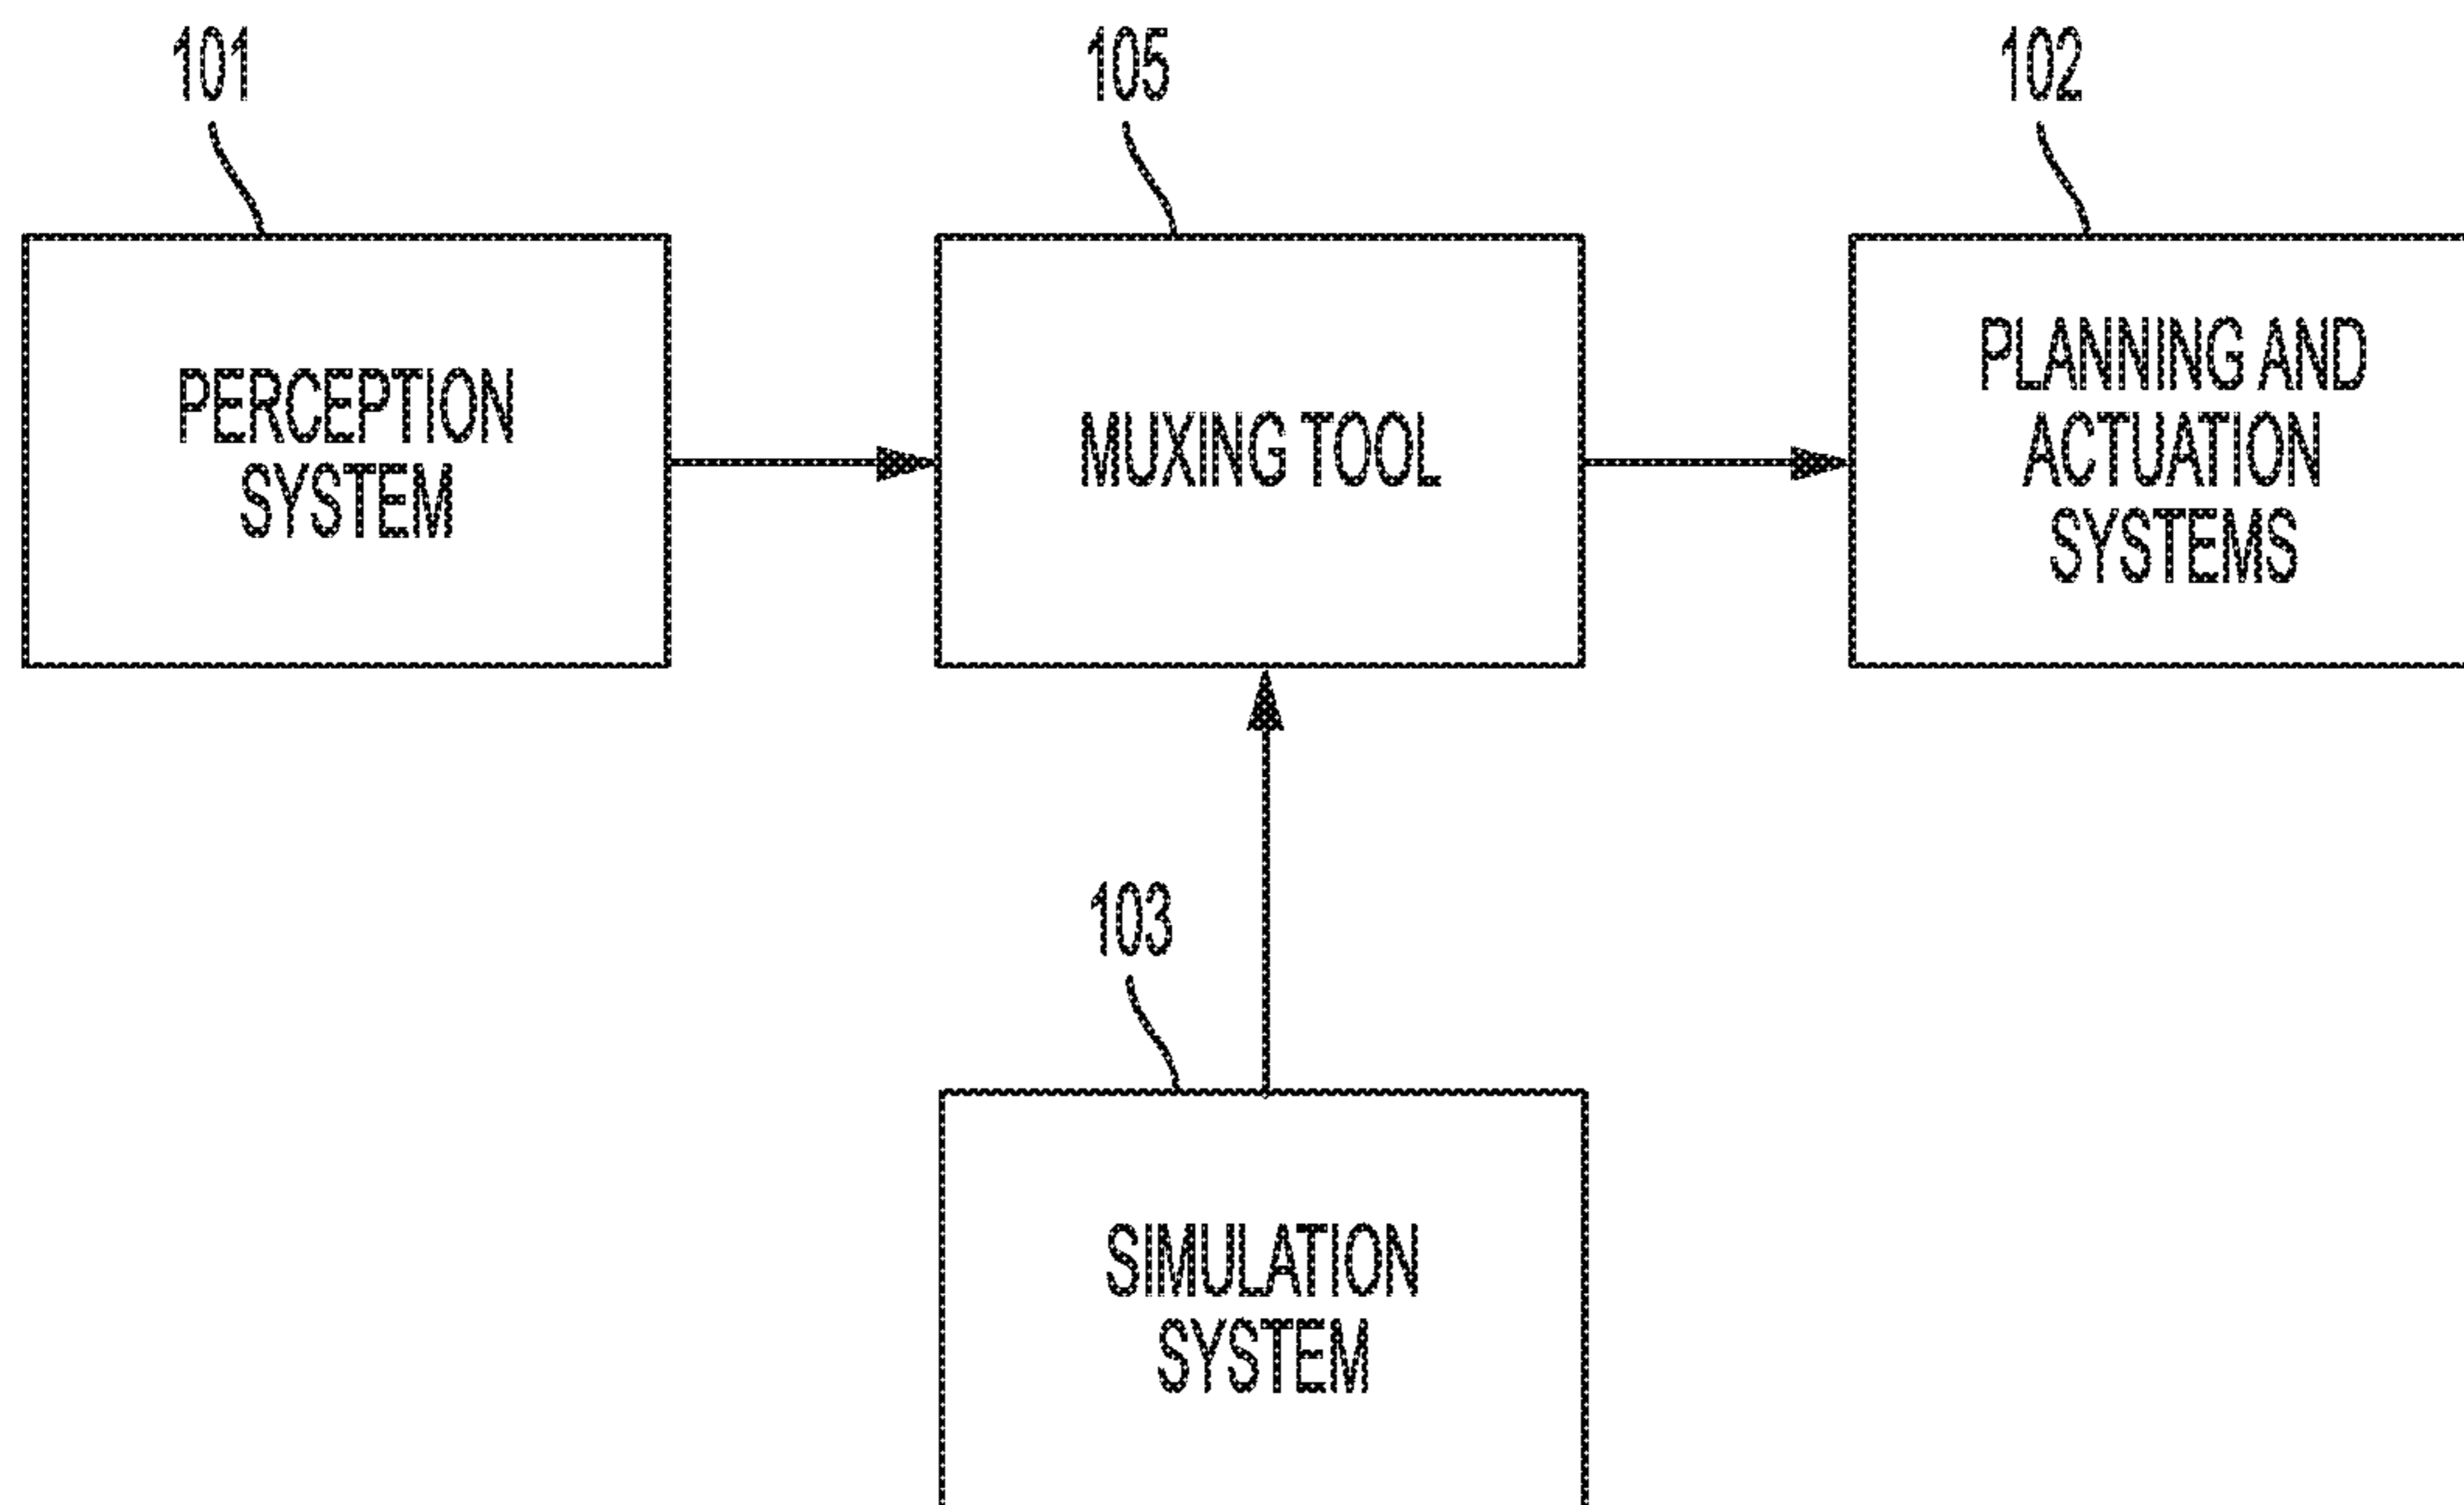 101
105
102
PERCEPTION
SYSTEM
MUXING TOOL
PLANNING AND
ACTUATION
SYSTEMS
103
SIMULATION
SYSTEM